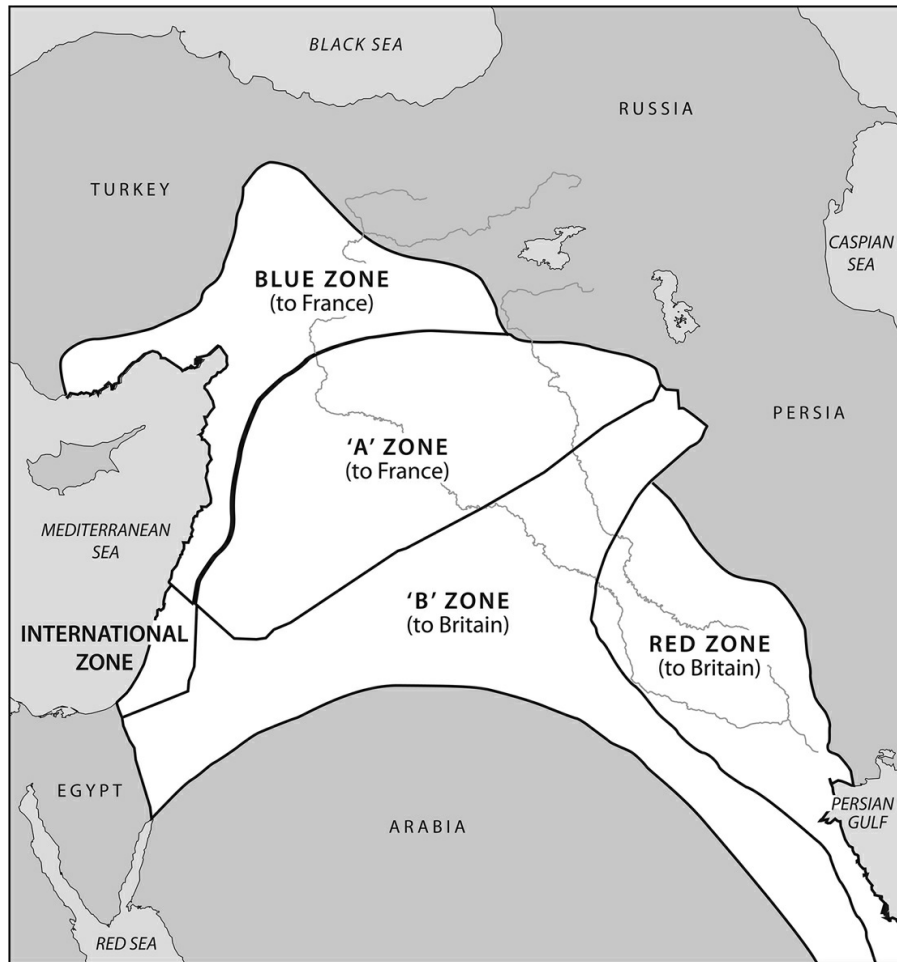 BLACK SEA
RUSSIA
TURKEY
CASPIAN
SEA
BLUE ZONE
(to France)
PERSIA
‘A’ ZONE
(to France)
MEDITERRANEAN
SEA
‘B’ ZONE
(to Britain)
INTERNATIONAL
ZONE
RED ZONE
(to Britain)
EGYPT
ARABIA
PERSIAN
GULF
RED SEA